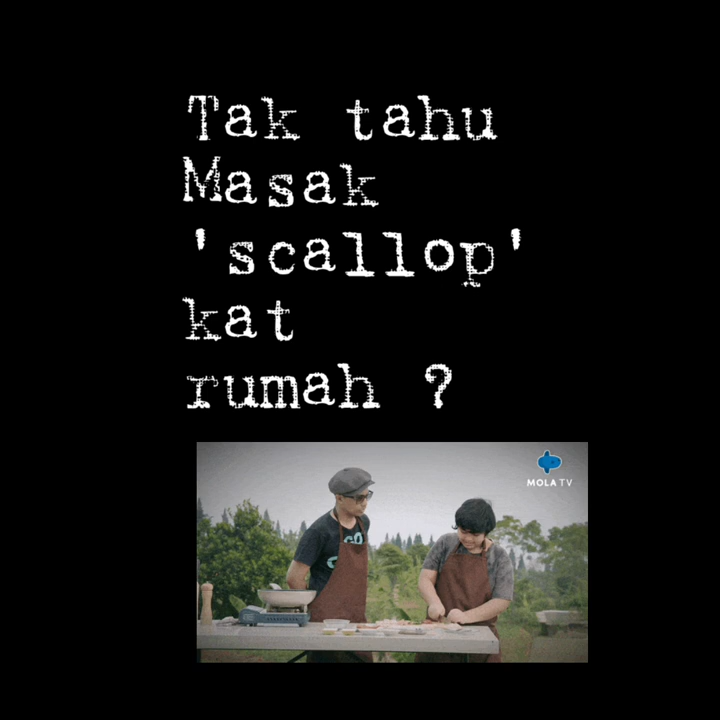 Tak tahu
Masak
'scallop'
kat
rumah ?
MOLA TV